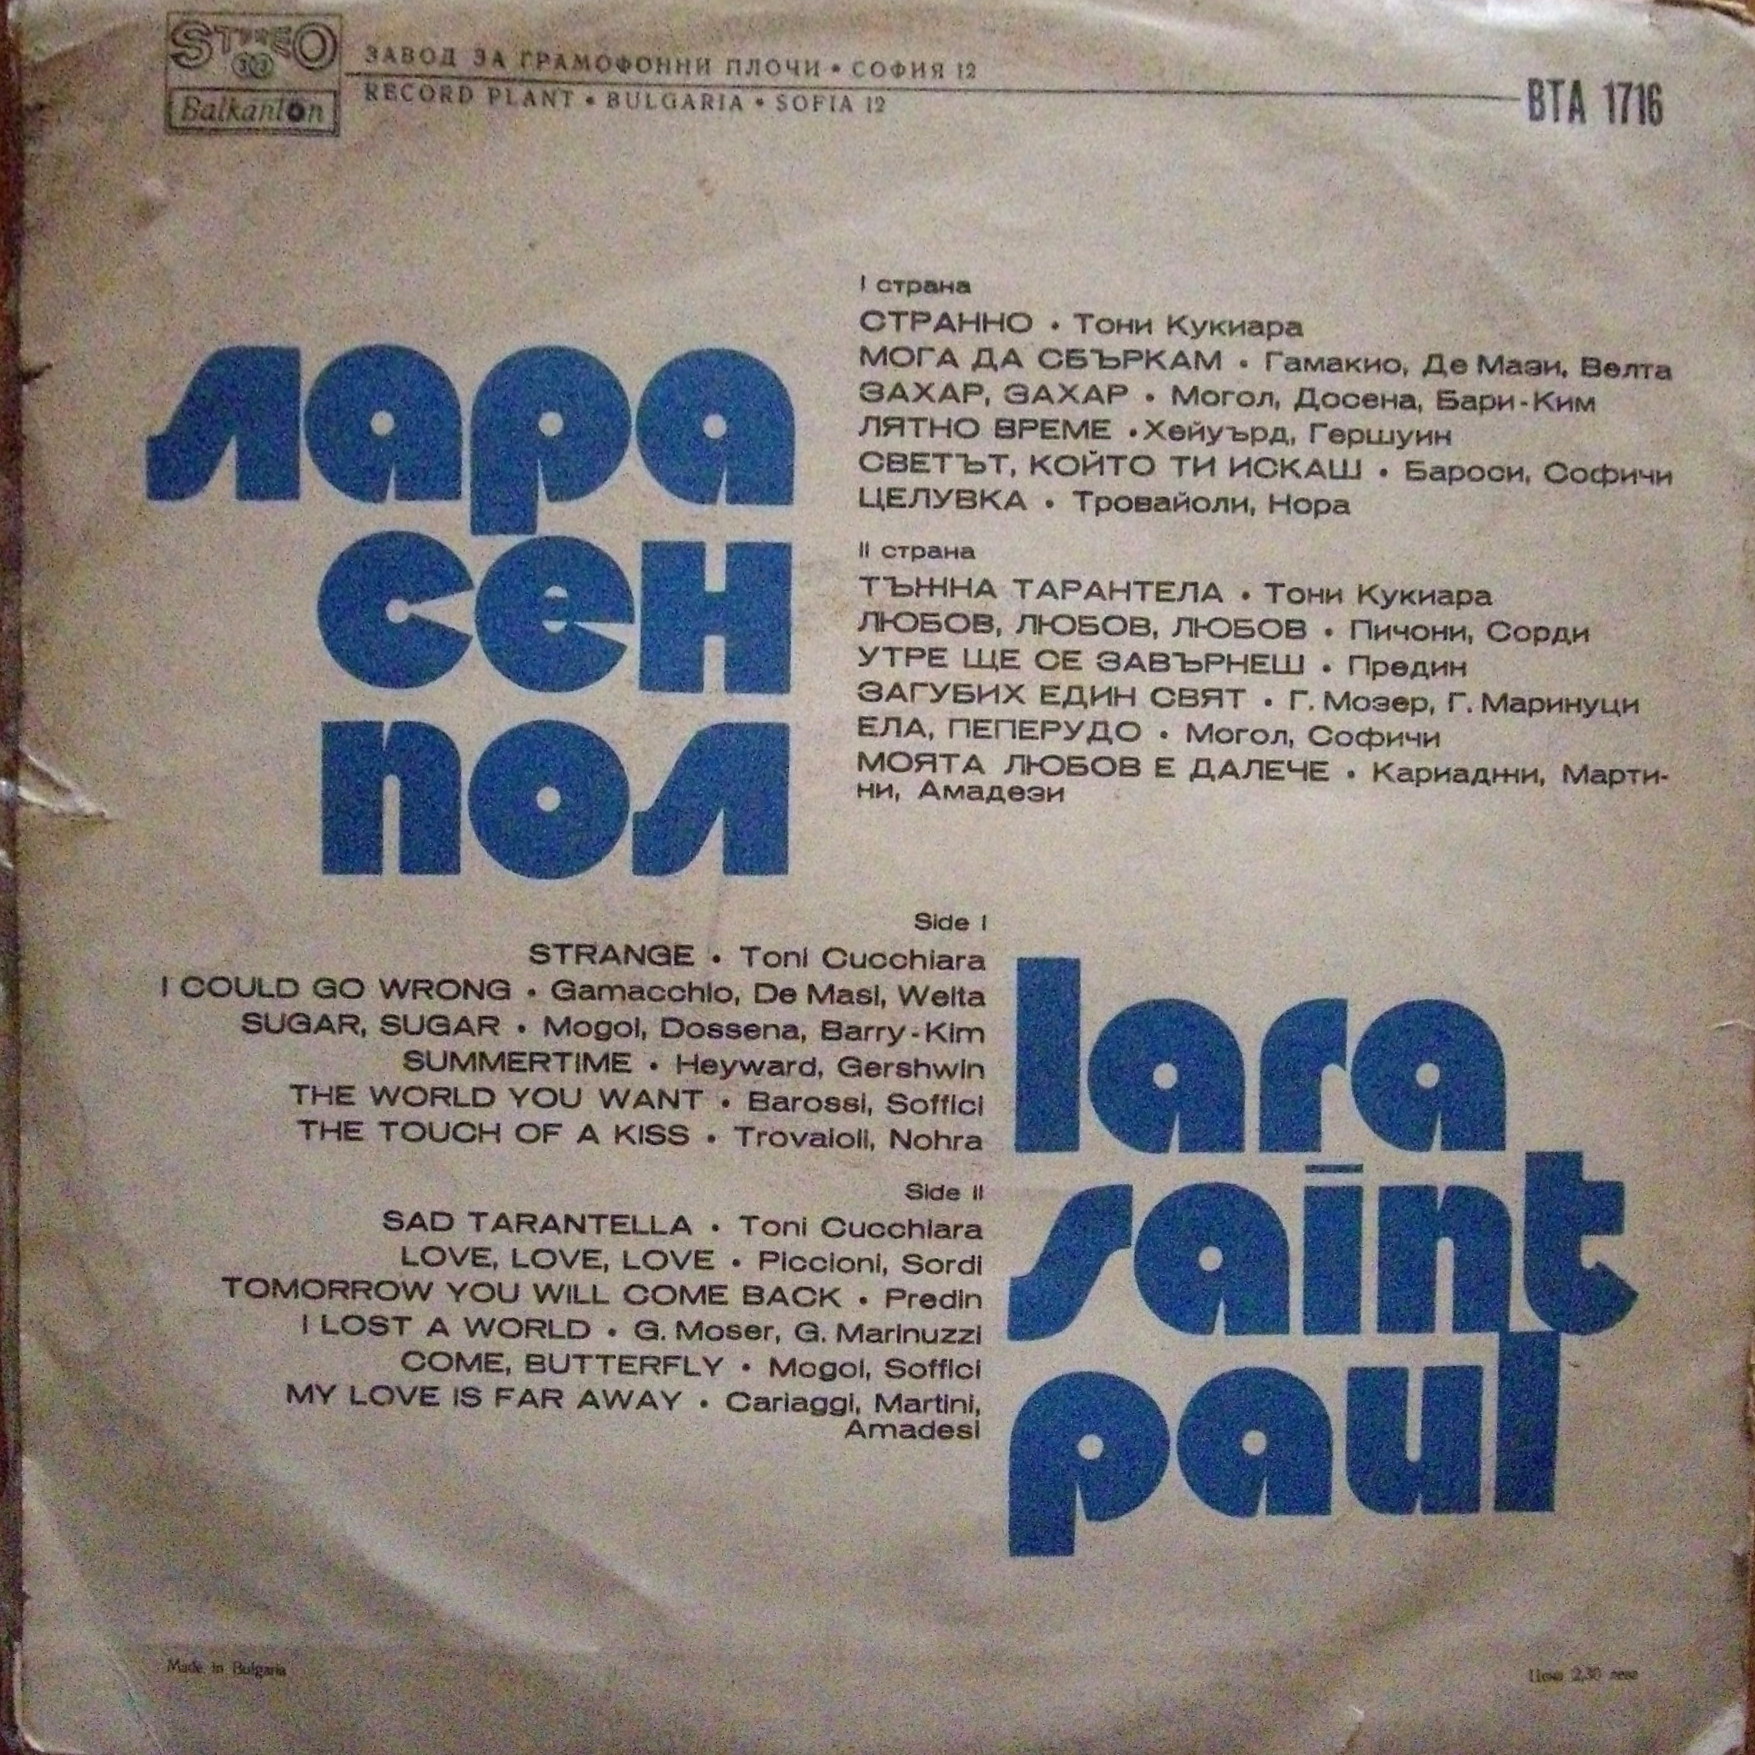 STEREO
33
Balkanton
ЗАВОД ЗА ГРАМОФОННИ ПЛОЧИ • СОФИЯ 12
RECORD PLANT • BULGARIA • SOFIA 12
ВТА 1716
лара
сен
пол
I страна
СТРАННО • Тони Кукиара
МОГА ДА СБЪРКАМ • Гамакио, Де Мази, Велта
ЗАХАР, ЗАХАР • Могол, Досена, Бари-Ким
ЛЯТНО ВРЕМЕ • Хейуърд, Гершуин
СВЕТЪТ, КОЙТО ТИ ИСКАШ • Бароси, Софичи
ЦЕЛУВКА • Тровайоли, Нора
II страна
ТЪЖНА ТАРАНТЕЛА • Тони Кукиара
ЛЮБОВ, ЛЮБОВ, ЛЮБОВ • Пичони, Сорди
УТРЕ ЩЕ СЕ ЗАВЪРНЕШ • Предин
ЗАГУБИХ ЕДИН СВЯТ • Г. Мозер, Г. Маринуци
ЕЛА, ПЕПЕРУДО • Могол, Софичи
МОЯТА ЛЮБОВ Е ДАЛЕЧЕ • Кариаджи, Марти-
ни, Амадези
Side I
STRANGE • Toni Cucchiara
I COULD GO WRONG • Gamacchio, De Masi, Welta
SUGAR, SUGAR • Mogol, Dossena, Barry-Kim
SUMMERTIME • Heyward, Gershwin
THE WORLD YOU WANT • Barossi, Soffici
THE TOUCH OF A KISS • Trovaioli, Nohra
Side II
SAD TARANTELLA • Toni Cucchiara
LOVE, LOVE, LOVE • Piccioni, Sordi
TOMORROW YOU WILL COME BACK • Predin
I LOST A WORLD • G. Moser, G. Marinuzzi
COME, BUTTERFLY • Mogol, Soffici
MY LOVE IS FAR AWAY • Cariaggi, Martini,
Amadesi
lara
saint
paul
Made in Bulgaria
Цена 2,30 лева